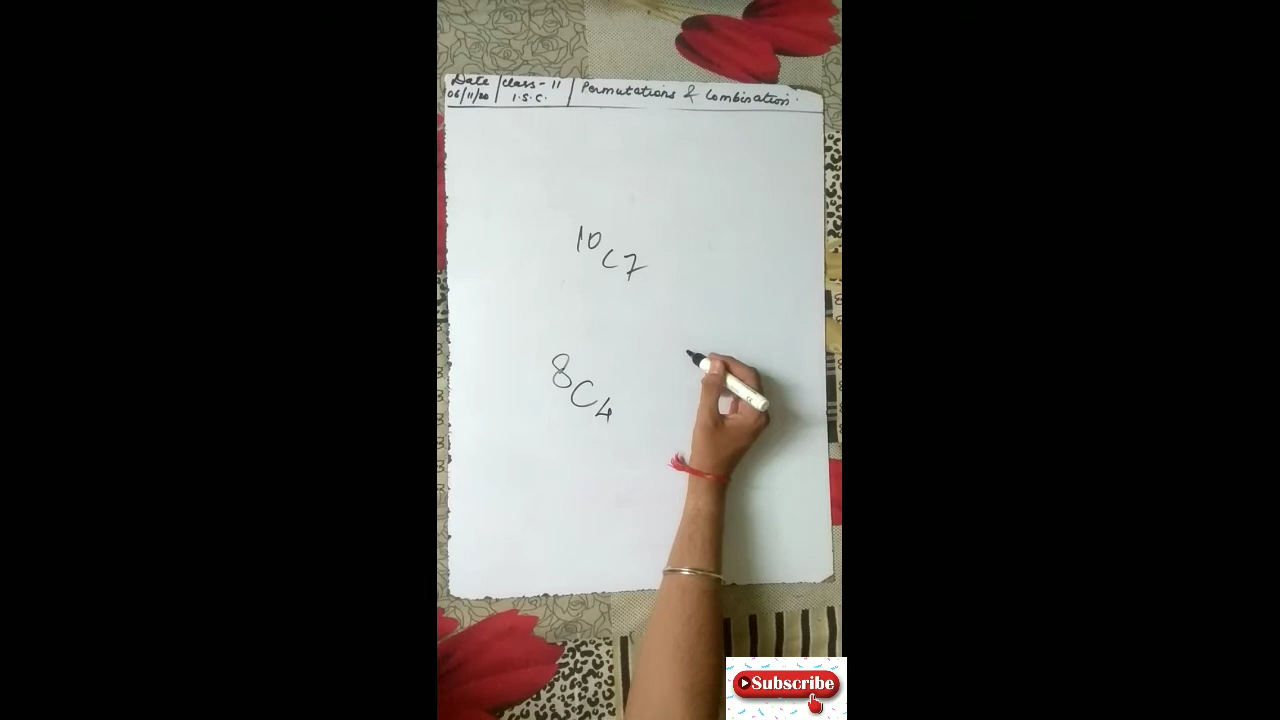 Date | Class - 11 | Permutations & Combination.
06/11/20 | I.S.C.
10C7
8C4
Subscribe